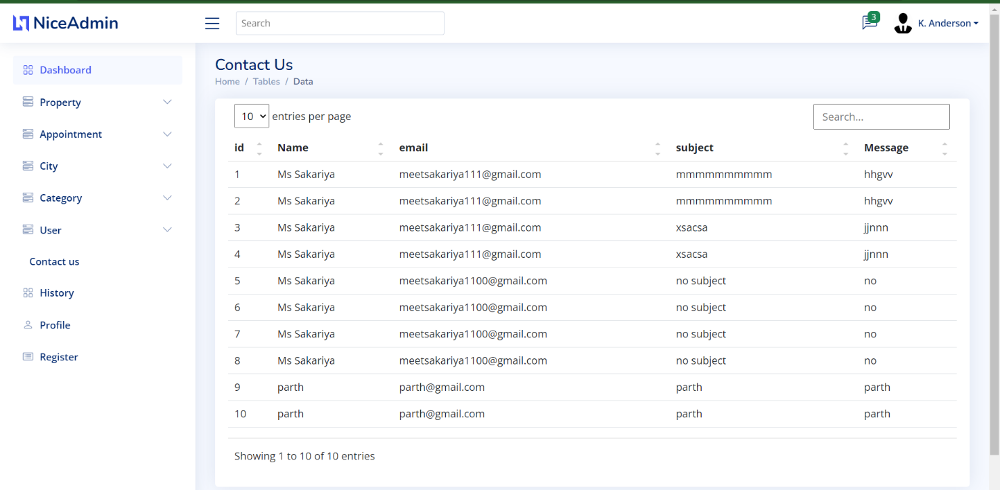 NiceAdmin
Search
3
K. Anderson
Dashboard
Property
Appointment
City
Category
User
Contact us
History
Profile
Register
Contact Us
Home / Tables / Data
10 entries per page
Search...
id Name email subject Message
1 Ms Sakariya meetsakariya111@gmail.com mmmmmmmmmm hhgvv
2 Ms Sakariya meetsakariya111@gmail.com mmmmmmmmmm hhgvv
3 Ms Sakariya meetsakariya111@gmail.com xsacsa jjnnn
4 Ms Sakariya meetsakariya111@gmail.com xsacsa jjnnn
5 Ms Sakariya meetsakariya1100@gmail.com no subject no
6 Ms Sakariya meetsakariya1100@gmail.com no subject no
7 Ms Sakariya meetsakariya1100@gmail.com no subject no
8 Ms Sakariya meetsakariya1100@gmail.com no subject no
9 parth parth@gmail.com parth parth
10 parth parth@gmail.com parth parth
Showing 1 to 10 of 10 entries